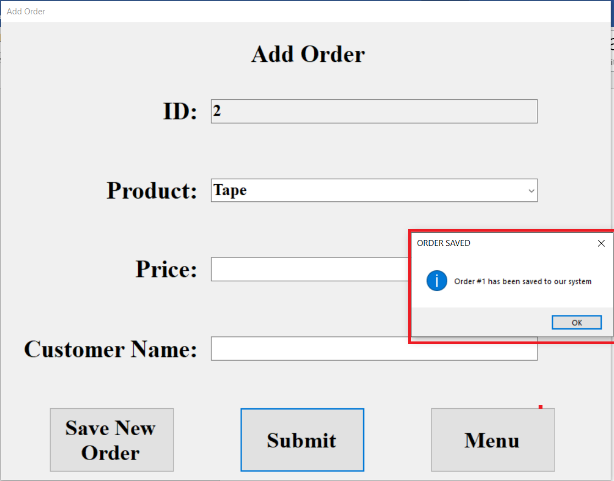 Add Order
Add Order
ID: 2
Product: Tape
Price:
ORDER SAVED
Order #1 has been saved to our system
OK
Customer Name:
Save New
Order
Submit
Menu